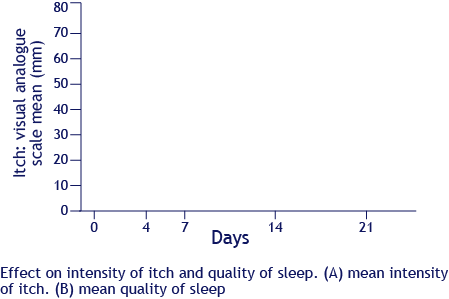 Itch: visual analogue
scale mean (mm)
80
70
60
50
40
30
20
10
0
0 4 7 14 21
Days
Effect on intensity of itch and quality of sleep. (A) mean intensity
of itch. (B) mean quality of sleep